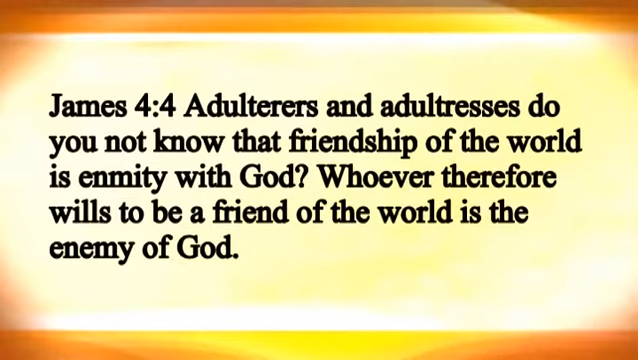 James 4:4 Adulterers and adultresses do
you not know that friendship of the world
is enmity with God? Whoever therefore
wills to be a friend of the world is the
enemy of God.